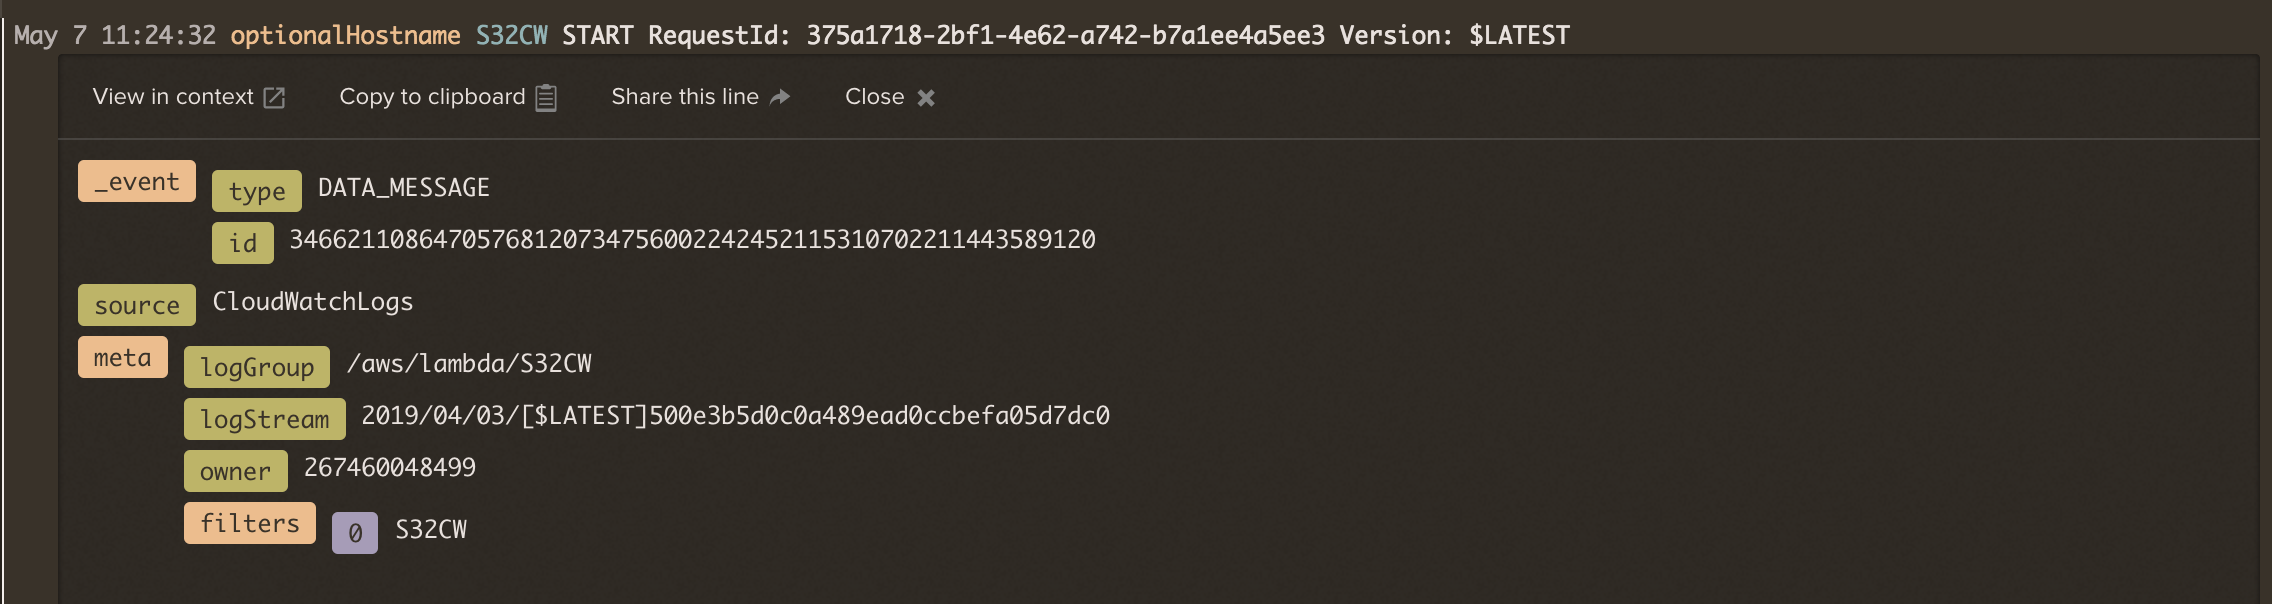 May 7 11:24:32 optionalHostname S32CW START RequestId: 375a1718-2bf1-4e62-a742-b7a1ee4a5ee3 Version: $LATEST
View in context Copy to clipboard Share this line Close
_event type DATA_MESSAGE
id 34662110864705768120734756002242452115310702211443589120
source CloudWatchLogs
meta logGroup /aws/lambda/S32CW
logStream 2019/04/03/[$LATEST]500e3b5d0c0a489ead0ccbefa05d7dc0
owner 267460048499
filters 0 S32CW